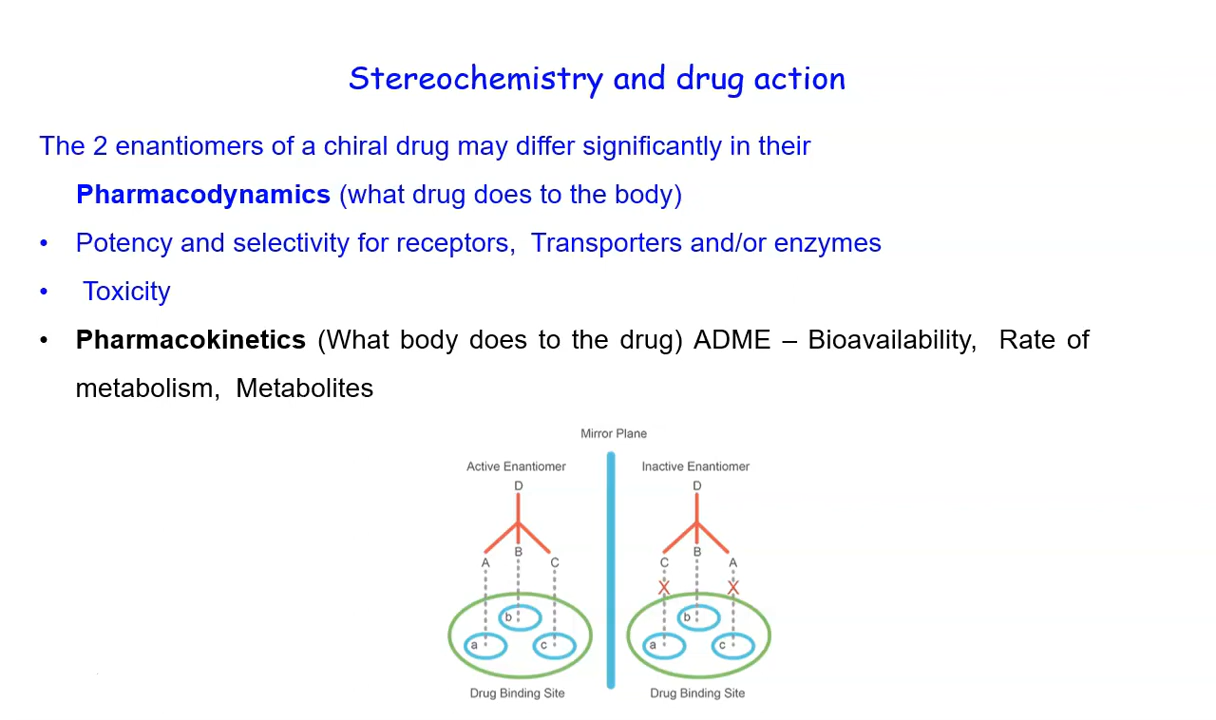 Stereochemistry and drug action
The 2 enantiomers of a chiral drug may differ significantly in their
Pharmacodynamics (what drug does to the body)
• Potency and selectivity for receptors, Transporters and/or enzymes
• Toxicity
• Pharmacokinetics (What body does to the drug) ADME – Bioavailability, Rate of
metabolism, Metabolites
Mirror Plane
Active Enantiomer
D
A B C
b
a c
Drug Binding Site
Inactive Enantiomer
D
C B A
X X
b
a c
Drug Binding Site